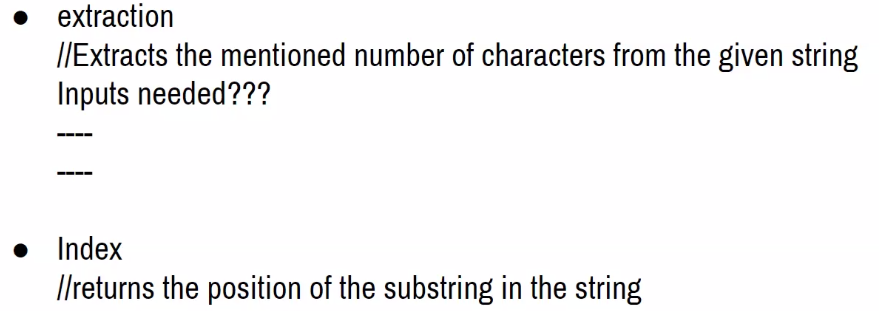 ● extraction
//Extracts the mentioned number of characters from the given string
Inputs needed???
----
----
● Index
//returns the position of the substring in the string